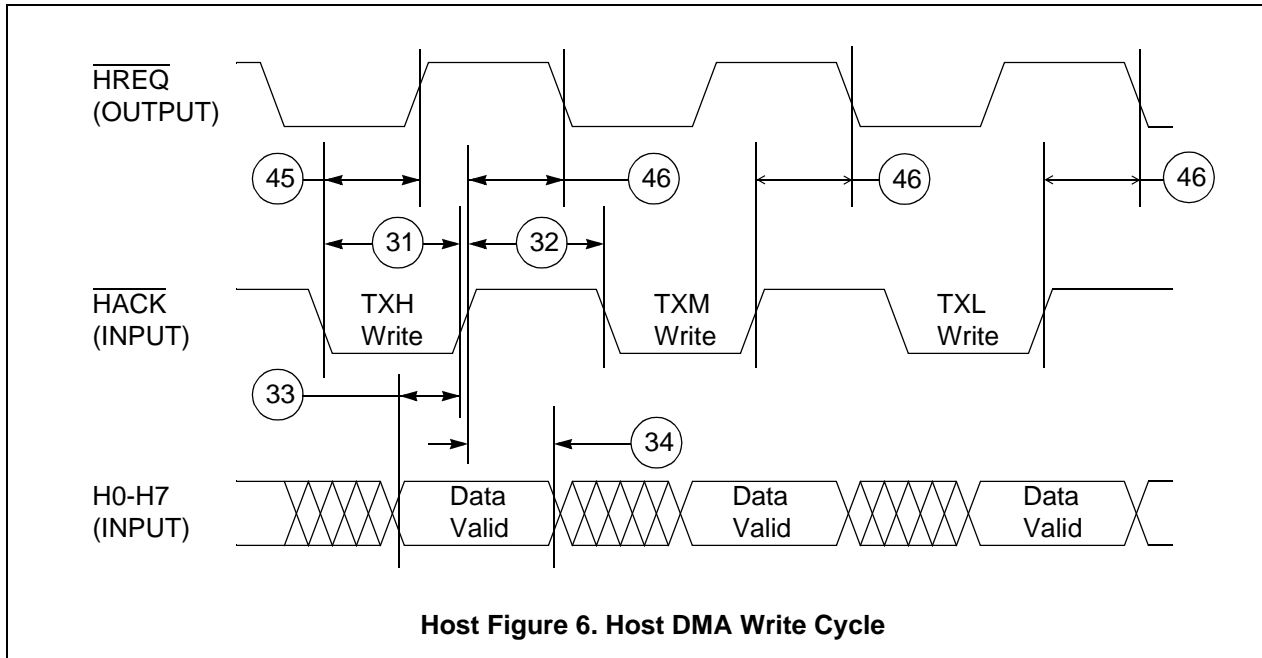 HREQ
(OUTPUT)
45
46
46
46
31
32
HACK
(INPUT)
TXH
Write
TXM
Write
TXL
Write
33
34
H0-H7
(INPUT)
Data
Valid
Data
Valid
Data
Valid
Host Figure 6. Host DMA Write Cycle